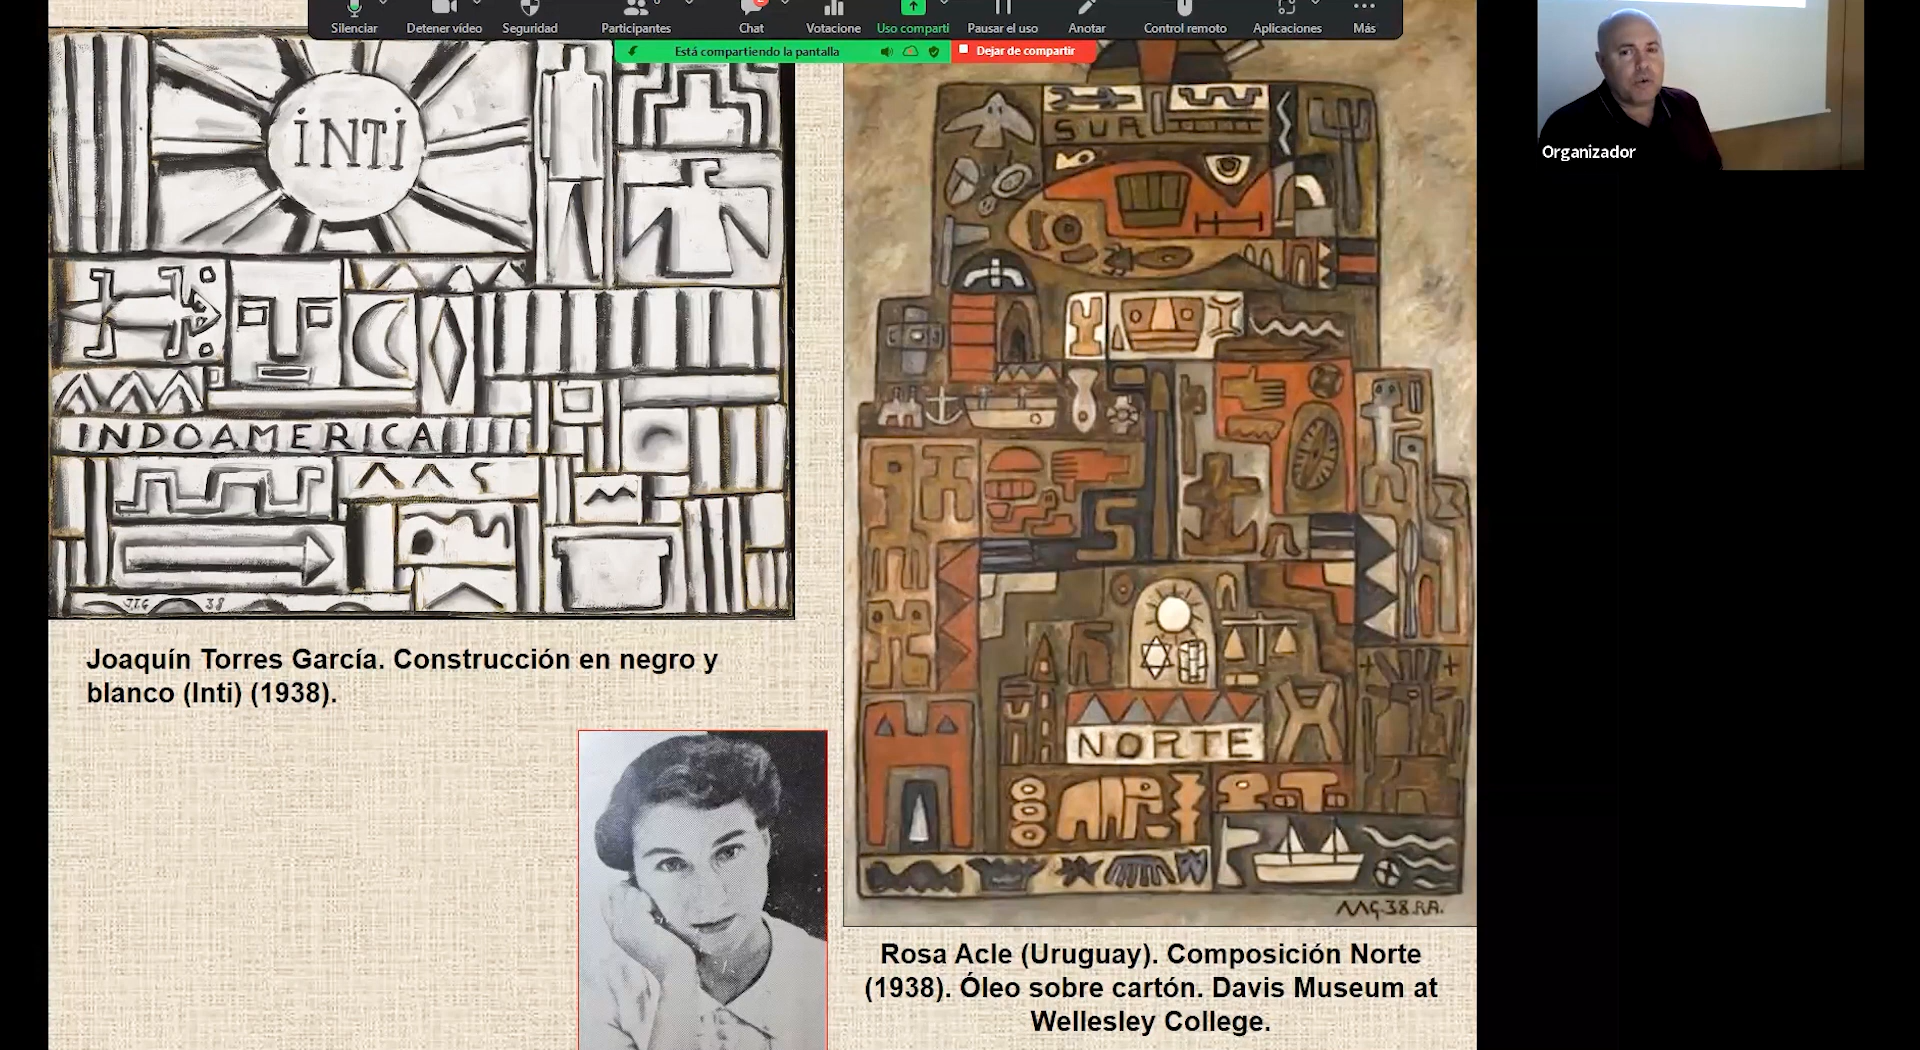 Silenciar
Detener vídeo
Seguridad
Participantes
Chat
Votacione
Uso comparti
Pausar el uso
Anotar
Control remoto
Aplicaciones
Más
Está compartiendo la pantalla
Dejar de compartir
Organizador
INTI
INDOAMERICA
J.T.G 38
SUR
NORTE
Joaquín Torres García. Construcción en negro y
blanco (Inti) (1938).
Rosa Acle (Uruguay). Composición Norte
(1938). Óleo sobre cartón. Davis Museum at
Wellesley College.